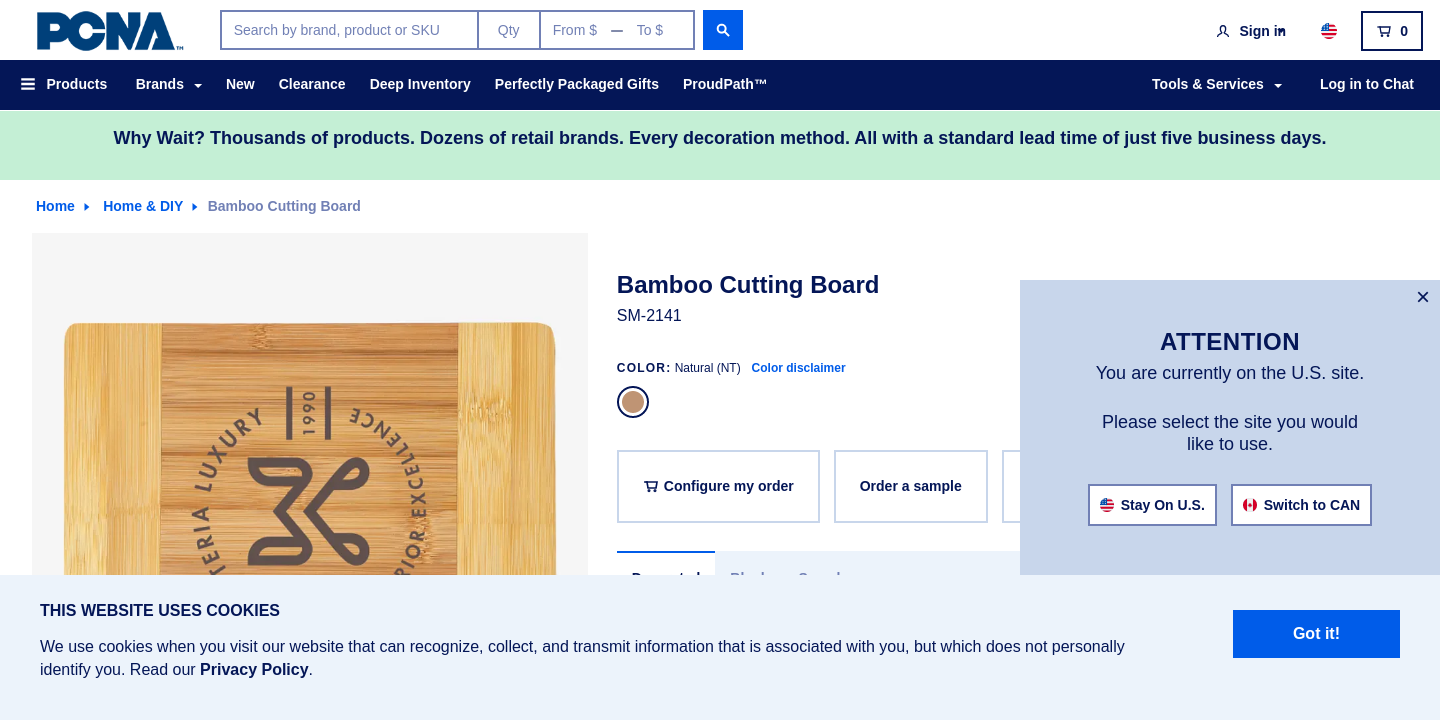 PCNA™
Search by brand, product or SKU
Qty
From $ — To $
Sign in
0
Products
Brands
New
Clearance
Deep Inventory
Perfectly Packaged Gifts
ProudPath™
Tools & Services
Log in to Chat
Why Wait? Thousands of products. Dozens of retail brands. Every decoration method. All with a standard lead time of just five business days.
Home
Home & DIY
Bamboo Cutting Board
LUXURY
1990
EXCELLENCE
Bamboo Cutting Board
SM-2141
COLOR: Natural (NT) Color disclaimer
Configure my order
Order a sample
×
ATTENTION
You are currently on the U.S. site.
Please select the site you would
like to use.
Stay On U.S.
Switch to CAN
THIS WEBSITE USES COOKIES
We use cookies when you visit our website that can recognize, collect, and transmit information that is associated with you, but which does not personally
identify you. Read our Privacy Policy.
Got it!